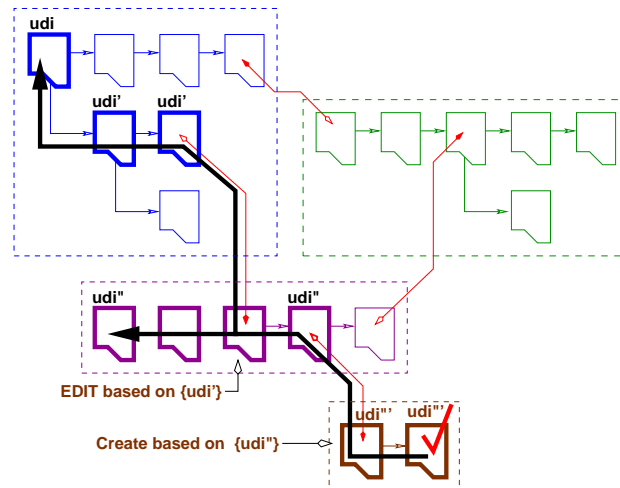 udi
udi’ udi’
udi" udi"
EDIT based on {udi’}
udi"’ udi"’
Create based on {udi"}